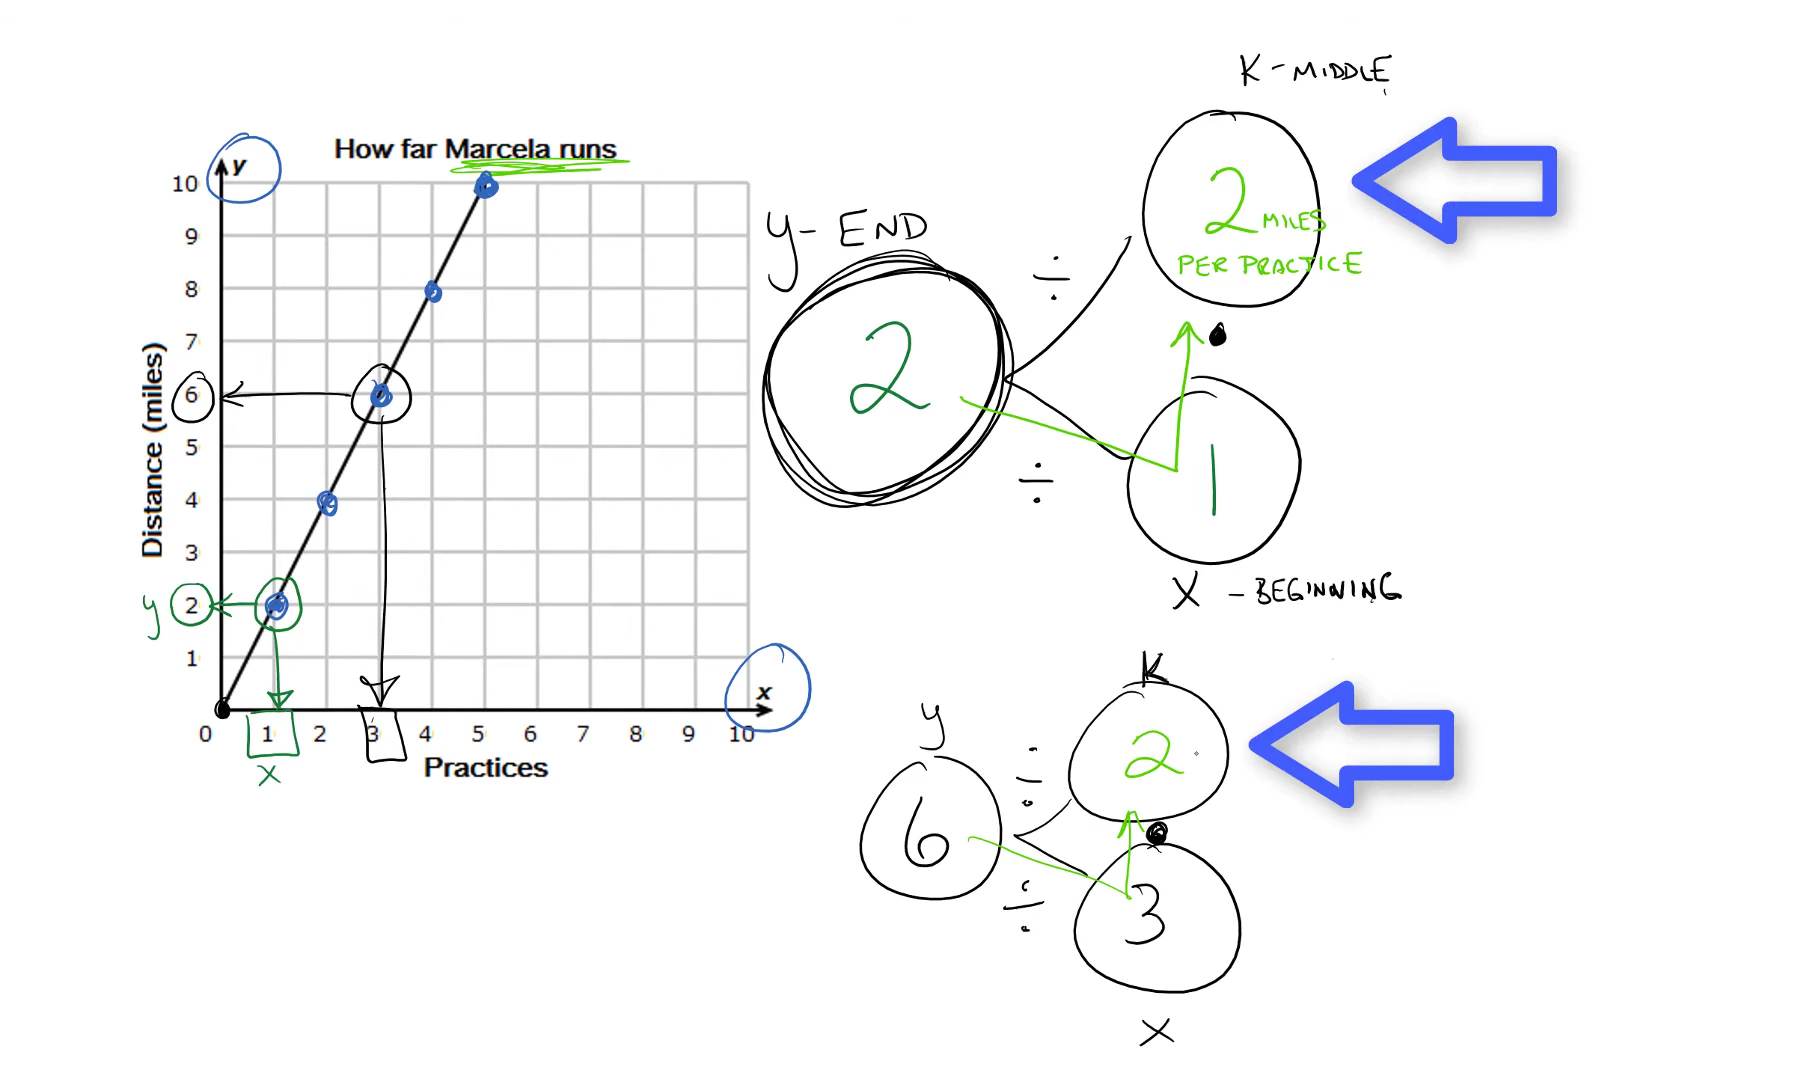 How far Marcela runs
y
10
9
8
7
6
5
4
3
2
1
Distance (miles)
y
0 1 2 3 4 5 6 7 8 9 10
x
x
Practices
K - MIDDLE
2 MILES
PER PRACTICE
y - END
÷
2
÷
1
X - BEGINNING
K
y
÷
2
6
÷
3
X